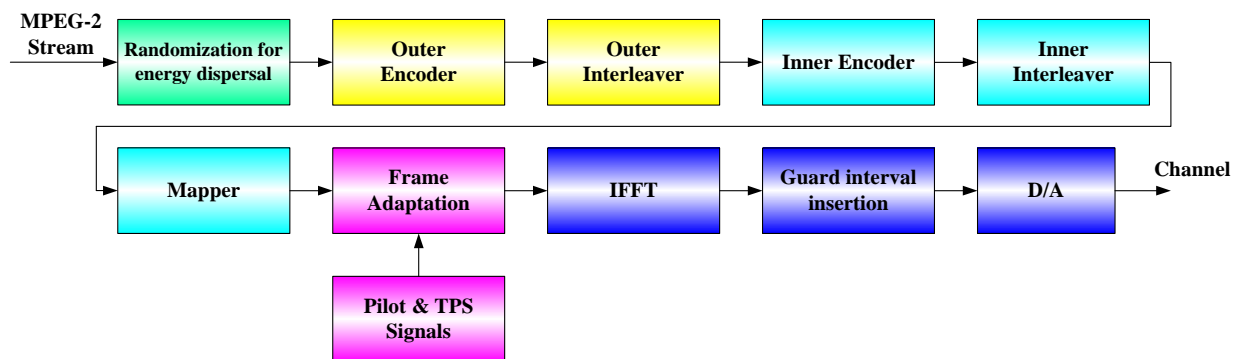 MPEG-2
Stream
Randomization for
energy dispersal
Outer
Encoder
Outer
Interleaver
Inner Encoder
Inner
Interleaver
Mapper
Frame
Adaptation
IFFT
Guard interval
insertion
D/A
Channel
Pilot & TPS
Signals